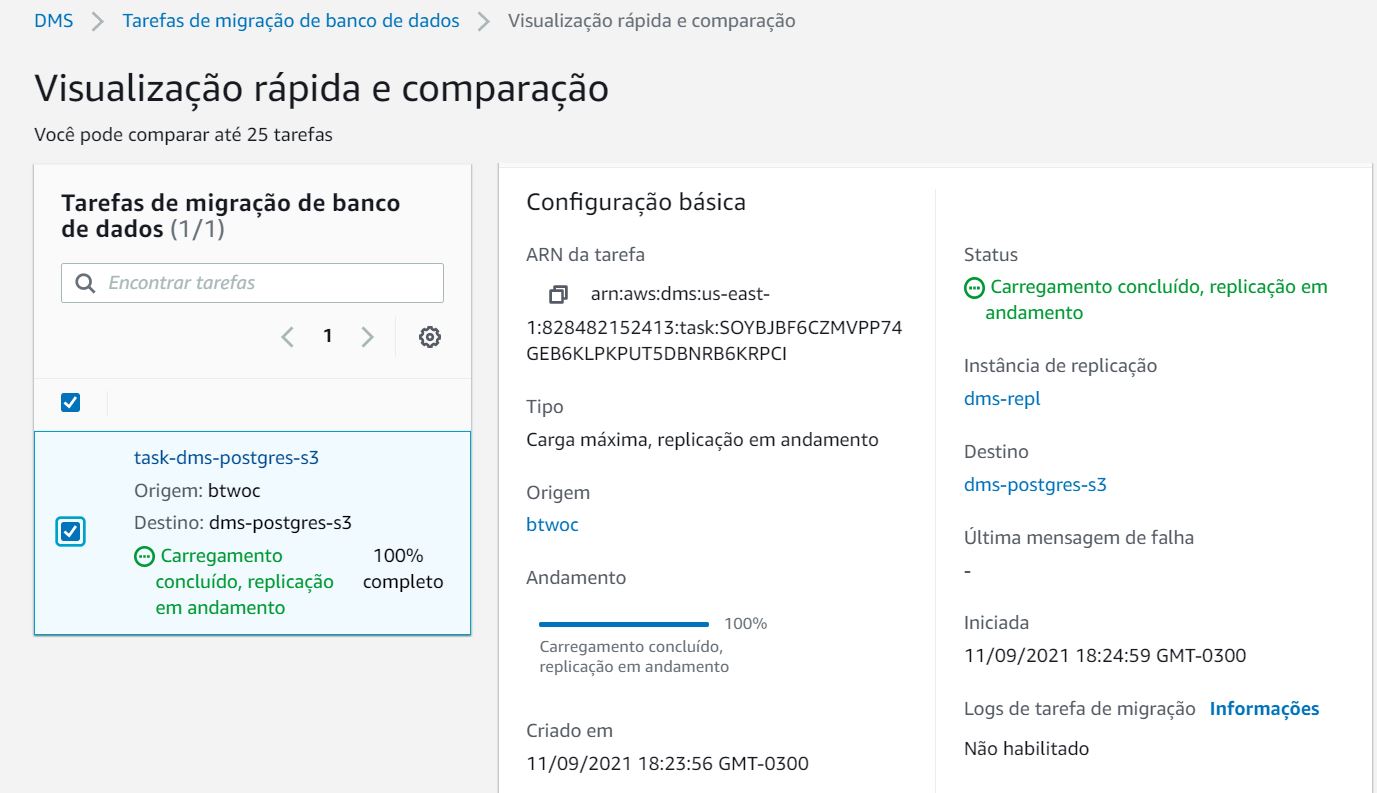 DMS > Tarefas de migração de banco de dados > Visualização rápida e comparação
Visualização rápida e comparação
Você pode comparar até 25 tarefas
Tarefas de migração de banco
de dados (1/1)
Encontrar tarefas
1
task-dms-postgres-s3
Origem: btwoc
Destino: dms-postgres-s3
Carregamento
concluído, replicação
em andamento
100%
completo
Configuração básica
ARN da tarefa
arn:aws:dms:us-east-
1:828482152413:task:SOYBJBF6CZMVPP74
GEB6KLPKPUT5DBNRB6KRPCI
Tipo
Carga máxima, replicação em andamento
Origem
btwoc
Andamento
100%
Carregamento concluído,
replicação em andamento
Criado em
11/09/2021 18:23:56 GMT-0300
Status
Carregamento concluído, replicação em
andamento
Instância de replicação
dms-repl
Destino
dms-postgres-s3
Última mensagem de falha
-
Iniciada
11/09/2021 18:24:59 GMT-0300
Logs de tarefa de migração Informações
Não habilitado